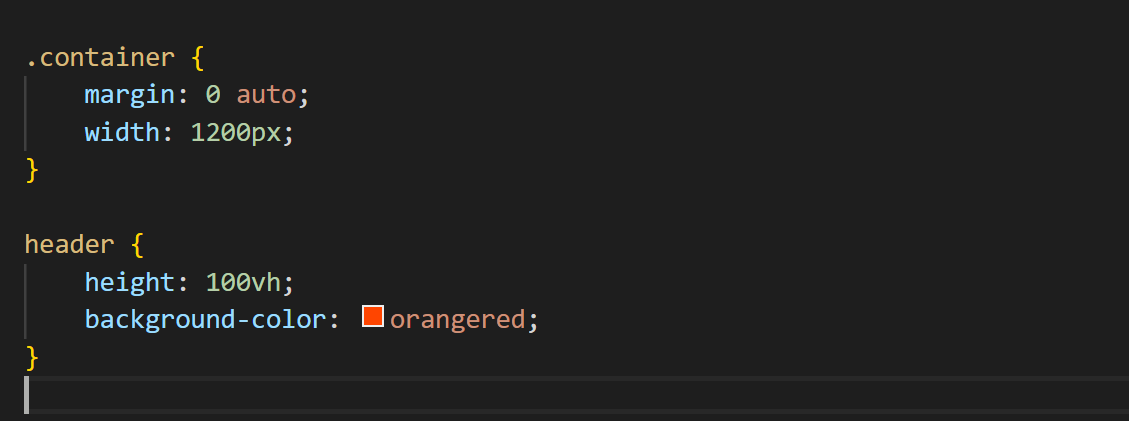 .container {
    margin: 0 auto;
    width: 1200px;
}
header {
    height: 100vh;
    background-color: orangered;
}